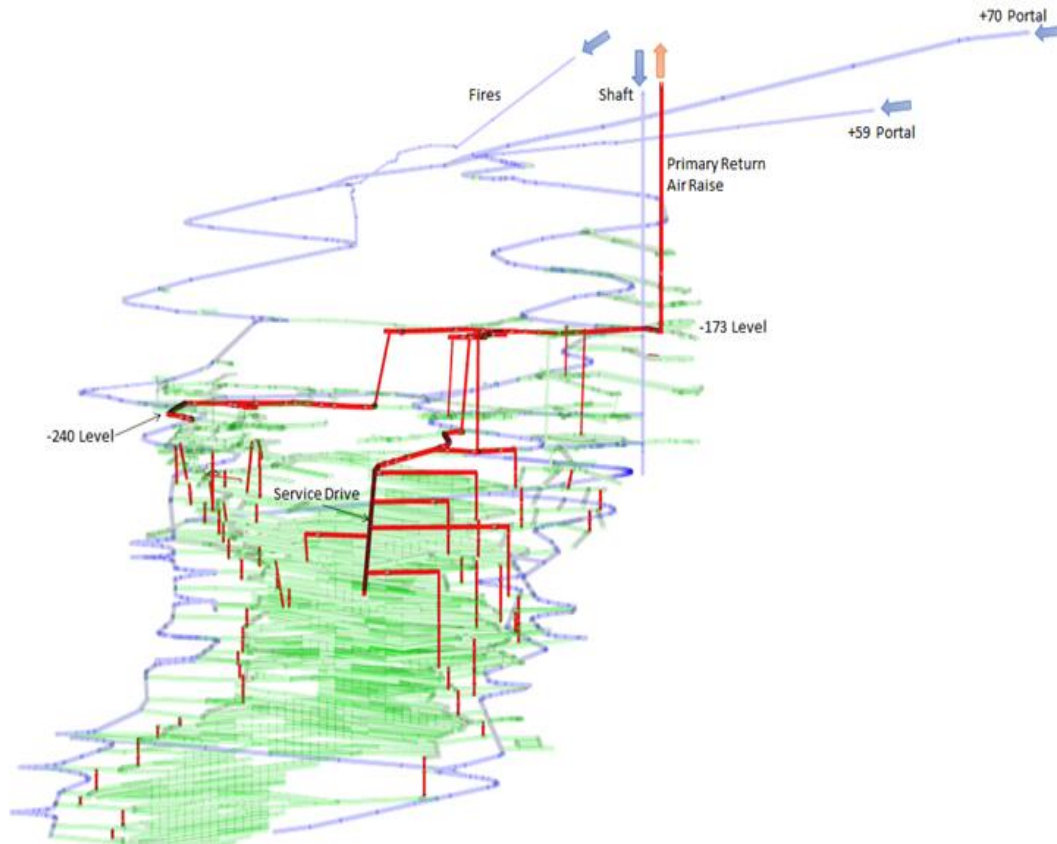 +70 Portal
Fires
Shaft
+59 Portal
Primary Return
Air Raise
-173 Level
-240 Level
Service Drive